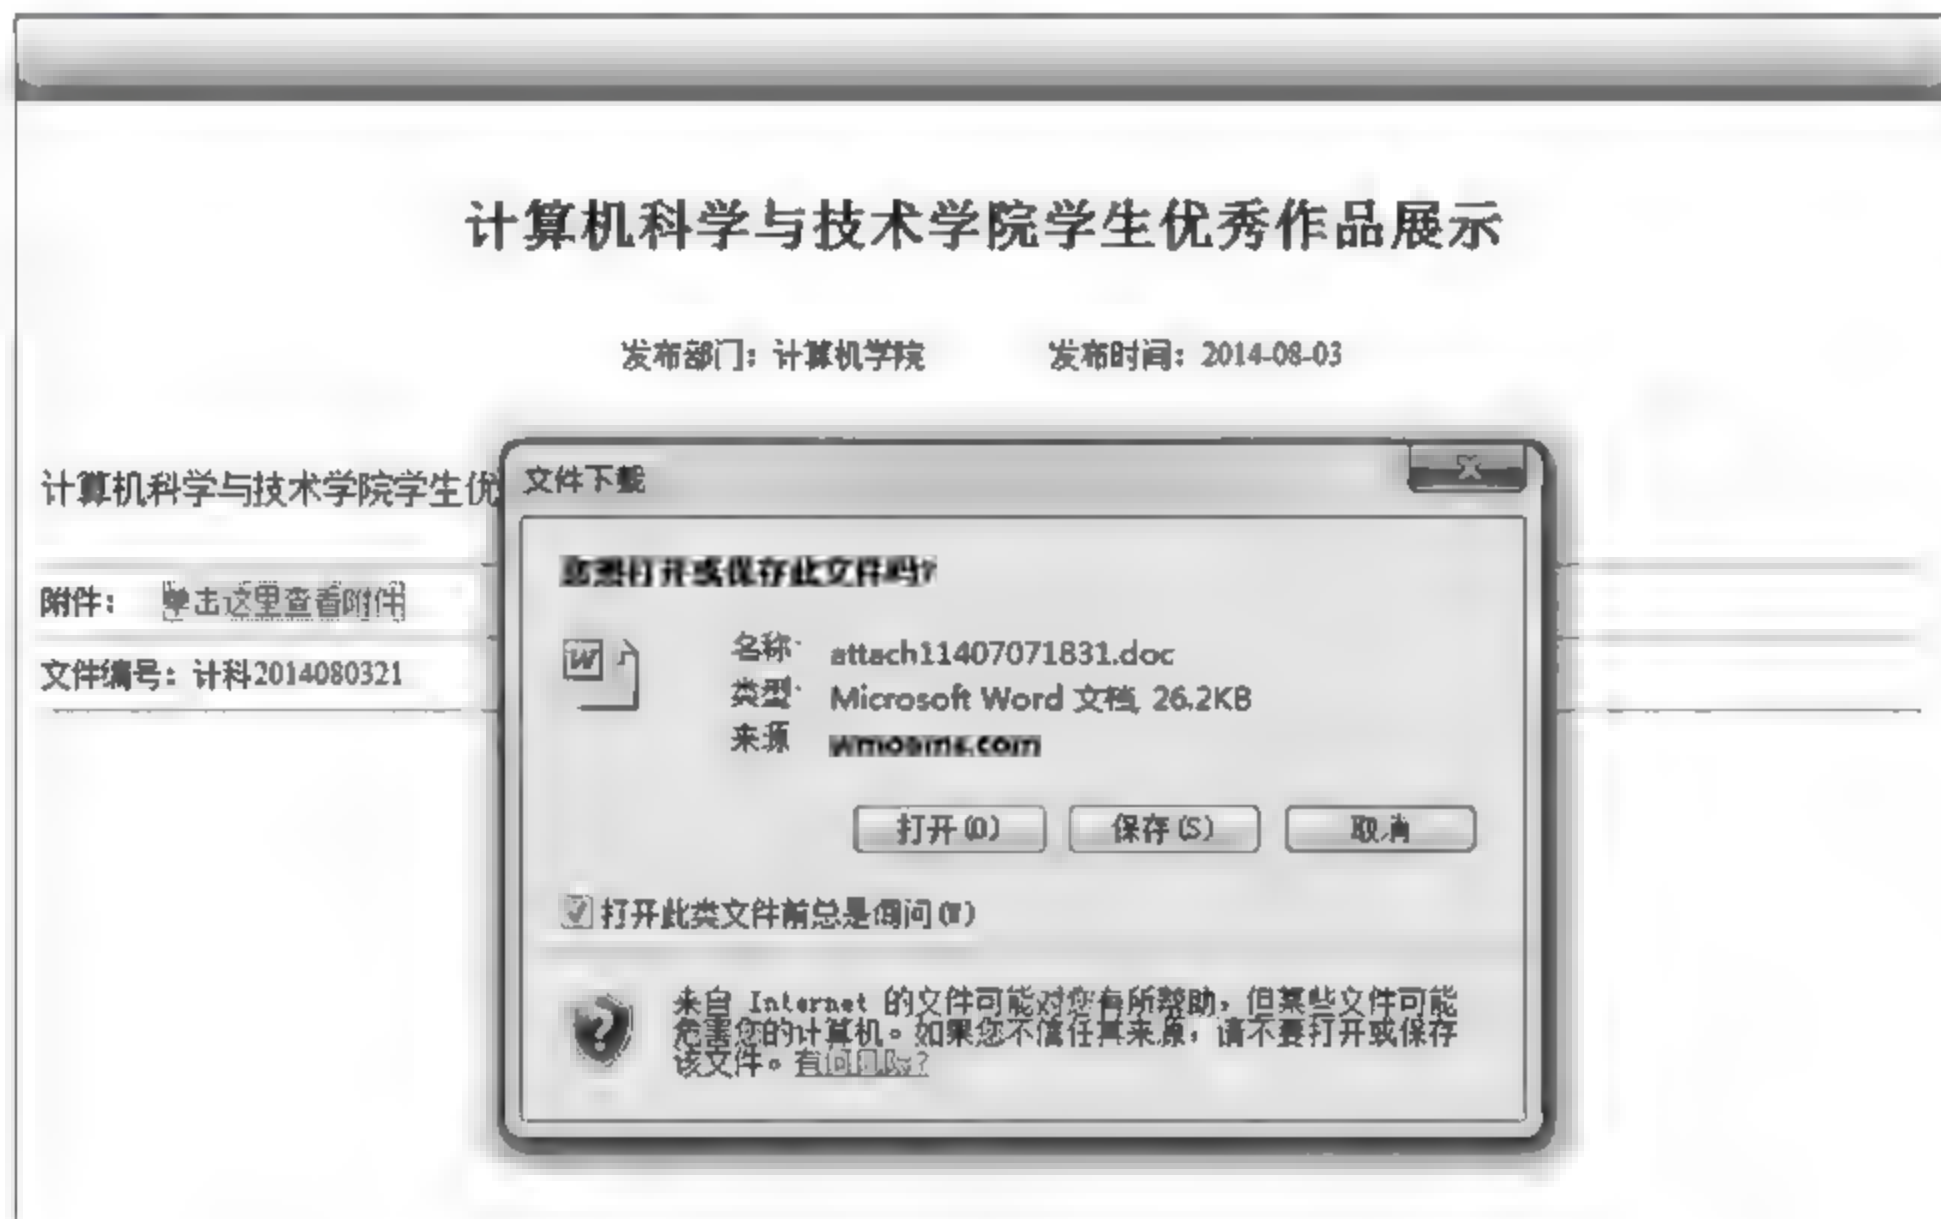 计算机科学与技术学院学生优秀作品展示
发布部门：计算机学院 发布时间：2014-08-03
计算机科学与技术学院学生优
附件： 单击这里查看附件
文件编号：计科2014080321
文件下载
您想打开或保存此文件吗?
名称: attach11407071831.doc
类型: Microsoft Word 文档, 26.2KB
来源
打开(O) 保存(S) 取消
打开此类文件前总是询问(W)
来自 Internet 的文件可能对您有所帮助，但某些文件可能
危害您的计算机。如果您不信任其来源，请不要打开或保存
该文件。有何风险?